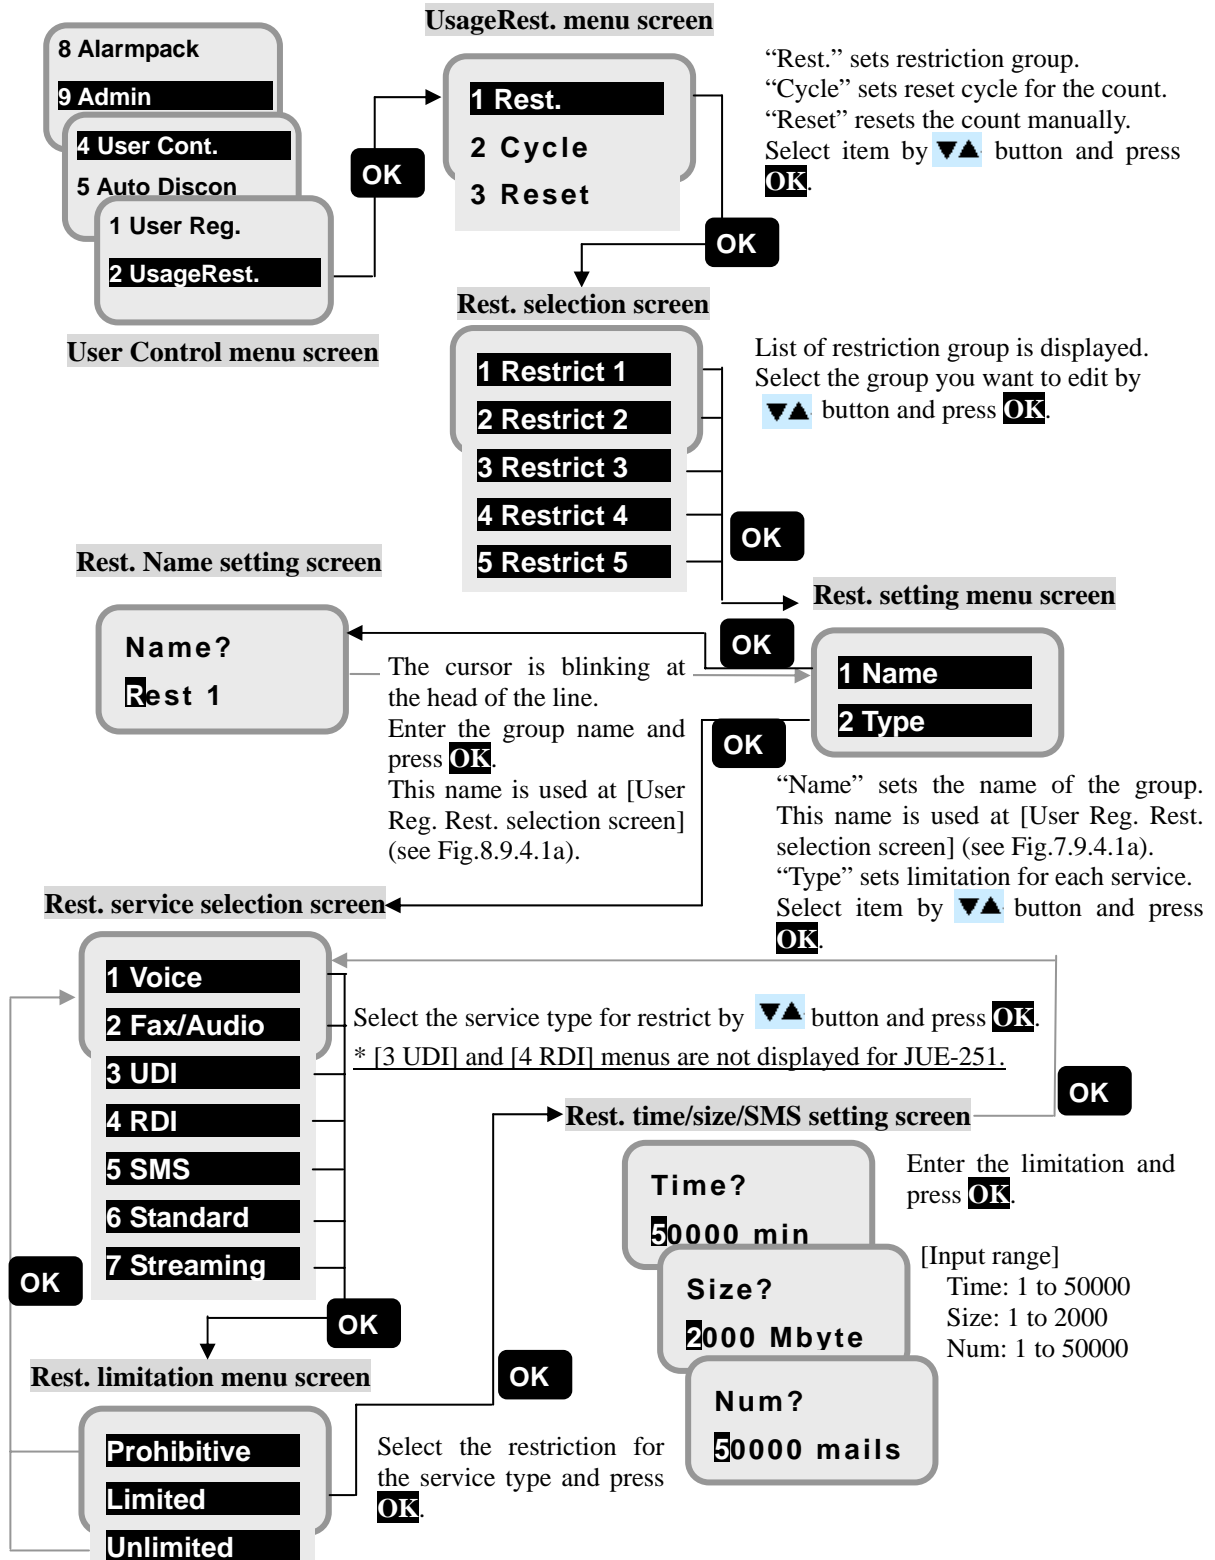 UsageRest. menu screen
8 Alarmpack
9 Admin
4 User Cont.
5 Auto Discon
1 User Reg.
2 UsageRest.
User Control menu screen
OK
1 Rest.
2 Cycle
3 Reset
OK
“Rest.” sets restriction group.
“Cycle” sets reset cycle for the count.
“Reset” resets the count manually.
Select item by ▼▲ button and press
OK.
Rest. selection screen
1 Restrict 1
2 Restrict 2
3 Restrict 3
4 Restrict 4
5 Restrict 5
OK
List of restriction group is displayed.
Select the group you want to edit by
▼▲ button and press OK.
Rest. Name setting screen
Name?
Rest 1
The cursor is blinking at
the head of the line.
Enter the group name and
press OK.
This name is used at [User
Reg. Rest. selection screen]
(see Fig.8.9.4.1a).
Rest. setting menu screen
OK
1 Name
2 Type
OK
“Name” sets the name of the group.
This name is used at [User Reg. Rest.
selection screen] (see Fig.7.9.4.1a).
“Type” sets limitation for each service.
Select item by ▼▲ button and press
OK.
Rest. service selection screen
1 Voice
2 Fax/Audio
3 UDI
4 RDI
5 SMS
6 Standard
7 Streaming
OK
OK
Select the service type for restrict by ▼▲ button and press OK.
* [3 UDI] and [4 RDI] menus are not displayed for JUE-251.
OK
Rest. time/size/SMS setting screen
Time?
50000 min
Size?
2000 Mbyte
Num?
50000 mails
Enter the limitation and
press OK.
[Input range]
Time: 1 to 50000
Size: 1 to 2000
Num: 1 to 50000
Rest. limitation menu screen
Prohibitive
Limited
Unlimited
OK
Select the restriction for
the service type and press
OK.